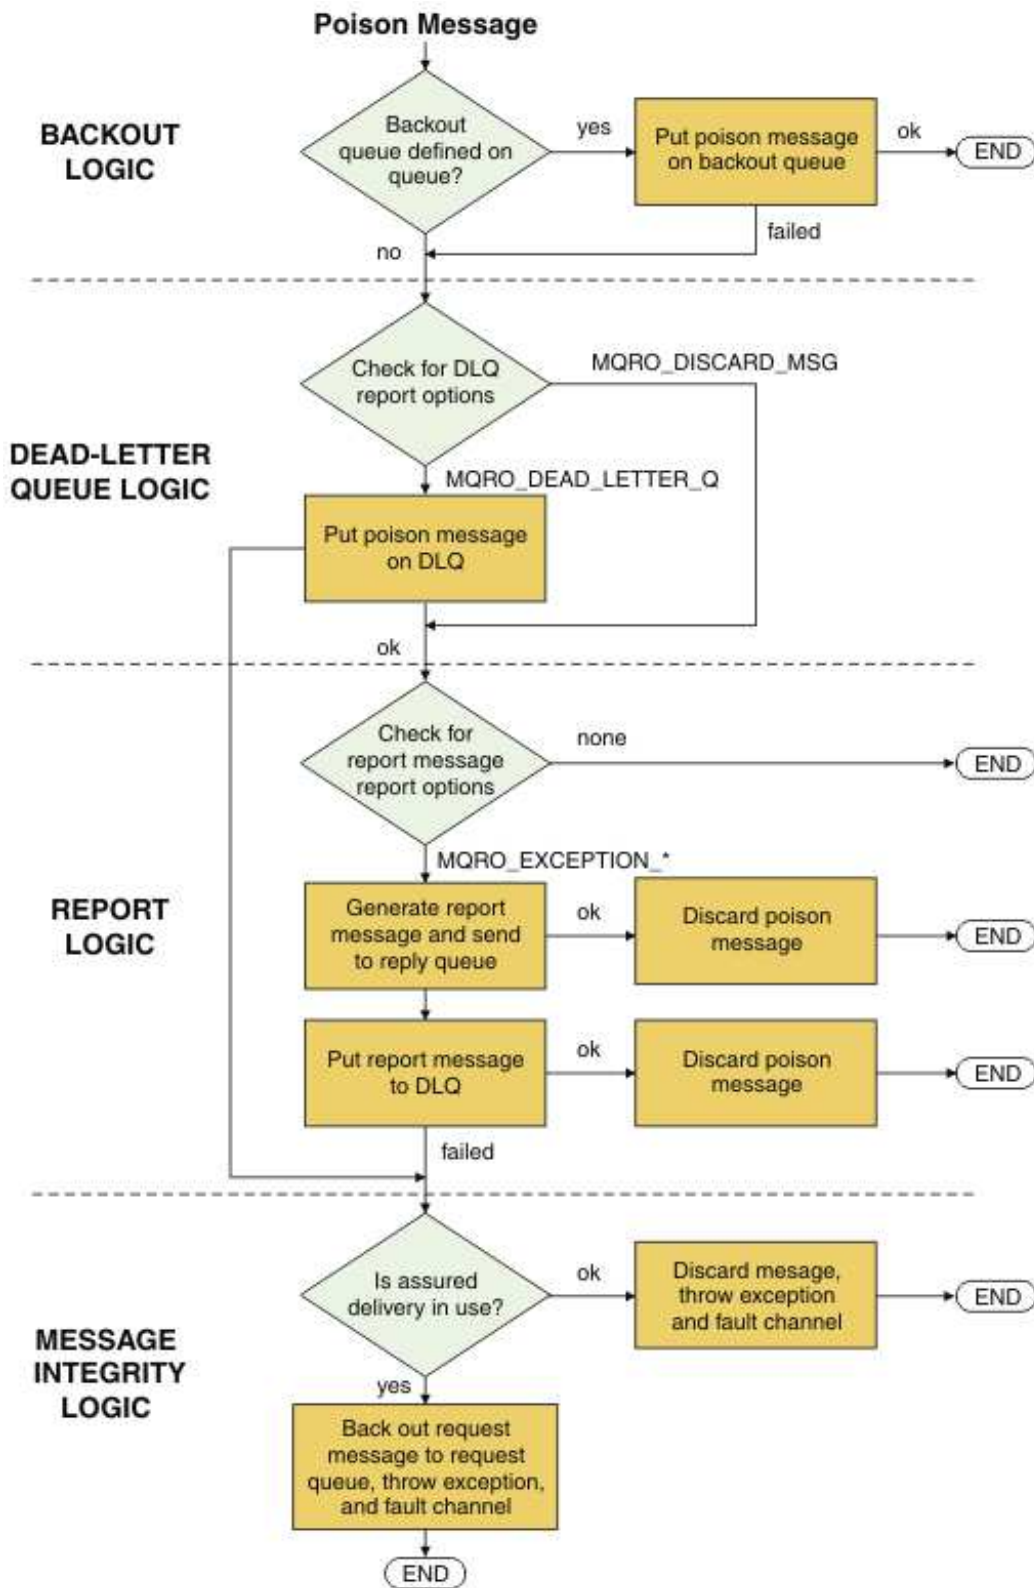 Poison Message
BACKOUT
LOGIC
Backout
queue defined on
queue?
yes
Put poison message
on backout queue
ok
END
failed
no
DEAD-LETTER
QUEUE LOGIC
Check for DLQ
report options
MQRO_DISCARD_MSG
MQRO_DEAD_LETTER_Q
Put poison message
on DLQ
ok
REPORT
LOGIC
Check for
report message
report options
none
END
MQRO_EXCEPTION_*
Generate report
message and send
to reply queue
ok
Discard poison
message
END
Put report message
to DLQ
ok
Discard poison
message
END
failed
MESSAGE
INTEGRITY
LOGIC
Is assured
delivery in use?
ok
Discard mesage,
throw exception
and fault channel
END
yes
Back out request
message to request
queue, throw exception,
and fault channel
END